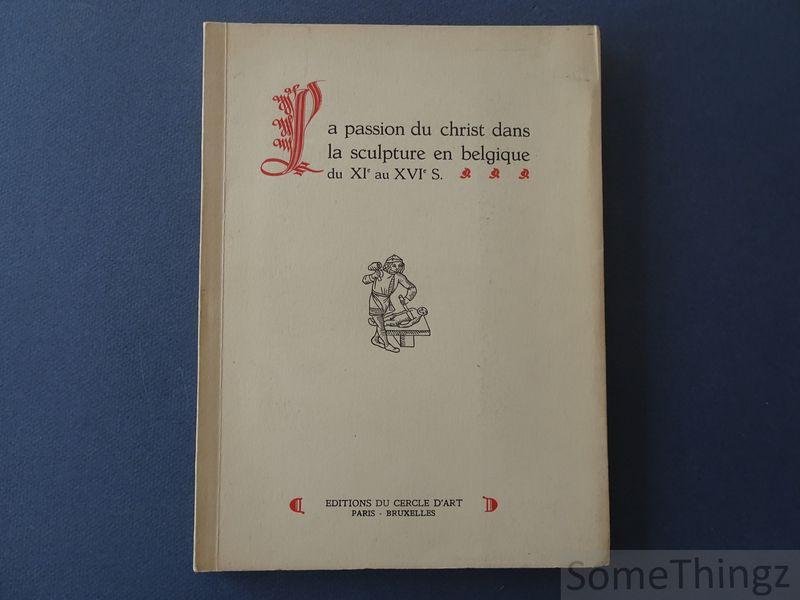 La passion du christ dans
la sculpture en belgique
du XIe au XVIe S.
EDITIONS DU CERCLE D'ART
PARIS - BRUXELLES
SomeThingz